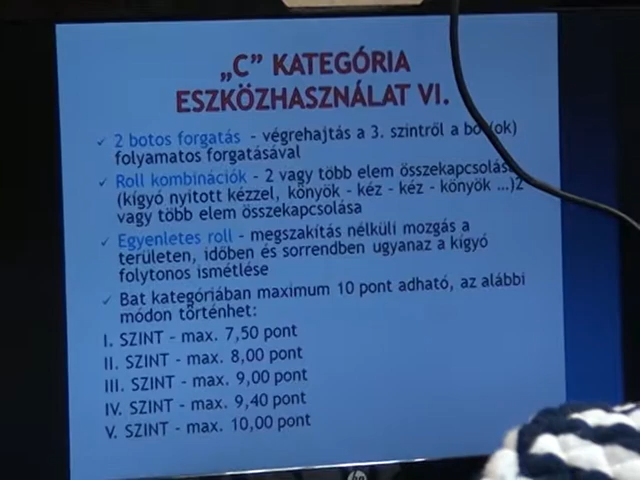 „C” KATEGÓRIA
ESZKÖZHASZNÁLAT VI.
✓ 2 botos forgatás - végrehajtás a 3. szintről a bot(ok)
folyamatos forgatásával
✓ Roll kombinációk - 2 vagy több elem összekapcsolása
(kígyó nyitott kézzel, könyök - kéz - kéz - könyök ...)2
vagy több elem összekapcsolása
✓ Egyenletes roll - megszakítás nélküli mozgás a
területen, időben és sorrendben ugyanaz a kígyó
folytonos ismétlése
✓ Bat kategóriában maximum 10 pont adható, az alábbi
módon történhet:
I. SZINT - max. 7,50 pont
II. SZINT - max. 8,00 pont
III. SZINT - max. 9,00 pont
IV. SZINT - max. 9,40 pont
V. SZINT - max. 10,00 pont
hp